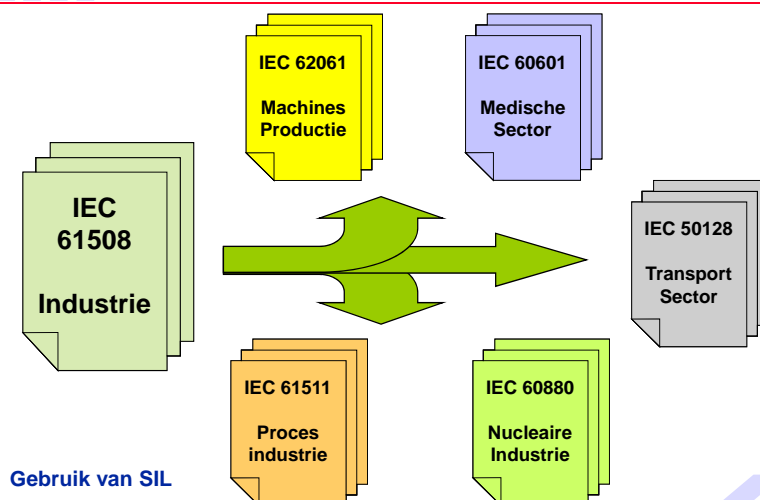 IEC 62061
Machines
Productie
IEC 60601
Medische
Sector
IEC
61508
Industrie
IEC 50128
Transport
Sector
IEC 61511
Proces
industrie
IEC 60880
Nucleaire
Industrie
Gebruik van SIL